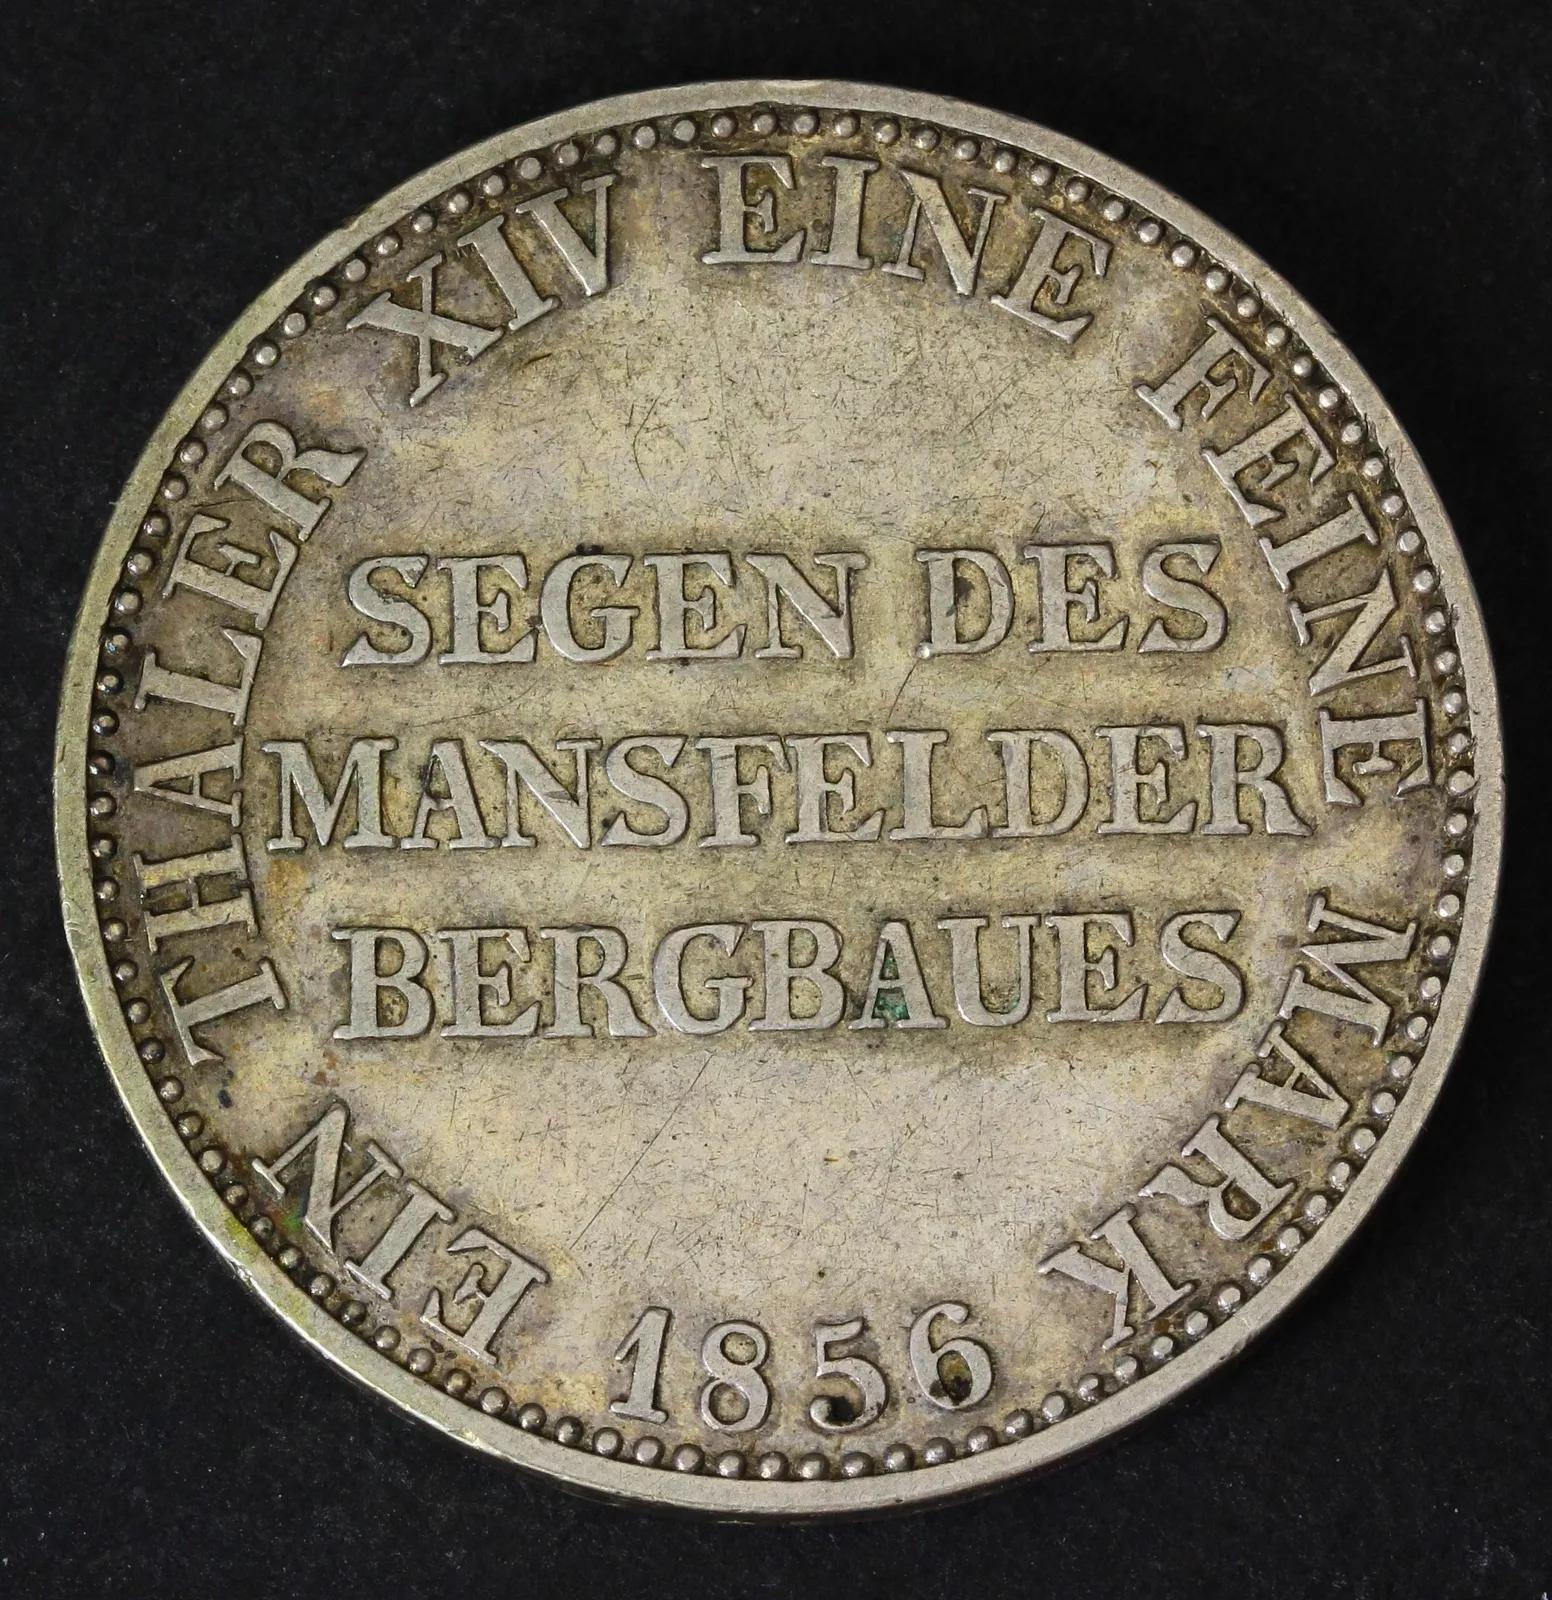 EIN THALER XIV EINE FEINE MARK
SEGEN DES
MANSFELDER
BERGBAUES
1856